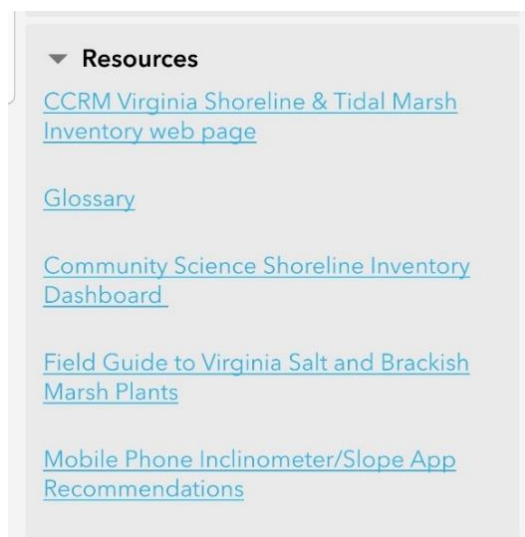 Resources
CCRM Virginia Shoreline & Tidal Marsh
Inventory web page
Glossary
Community Science Shoreline Inventory
Dashboard
Field Guide to Virginia Salt and Brackish
Marsh Plants
Mobile Phone Inclinometer/Slope App
Recommendations